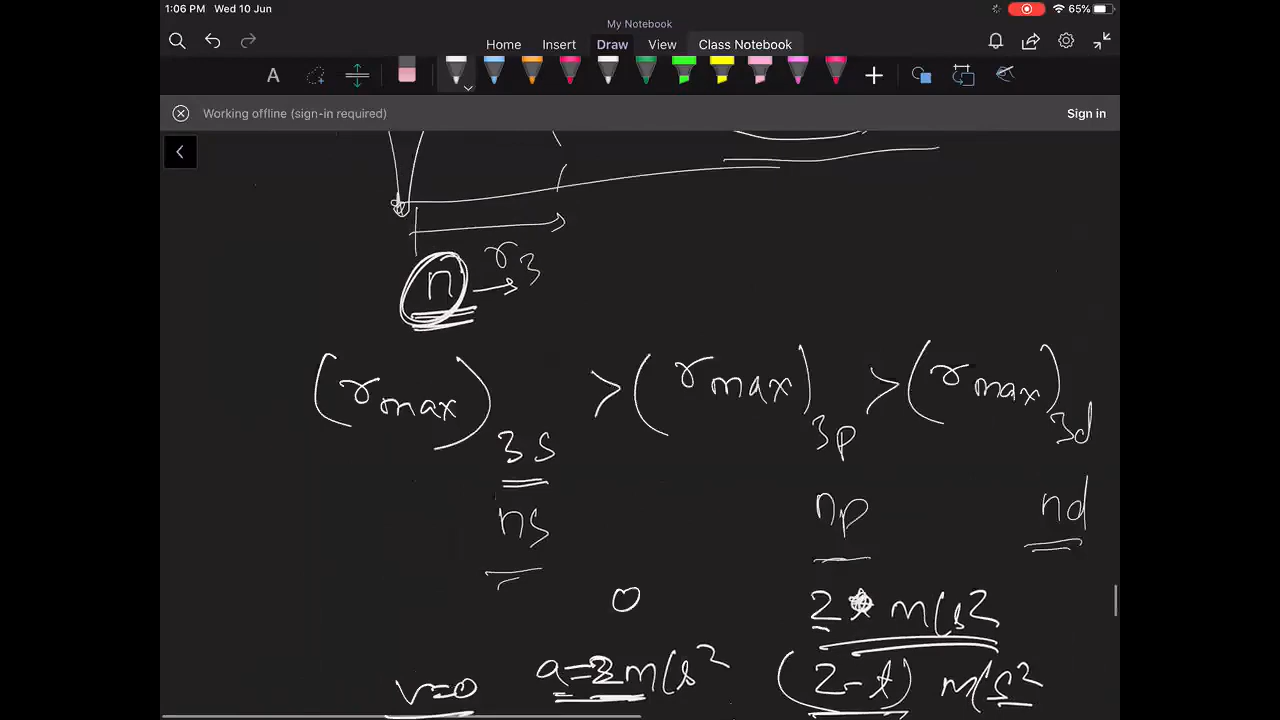 1:06 PM Wed 10 Jun 65%
My Notebook
Home Insert Draw View Class Notebook
A
Working offline (sign-in required) Sign in
n → r3
(rmax)3s > (rmax)3p > (rmax)3d
ns np nd
0 2 m/s2
v=0 a=2m/s2 (2-t) m/s2